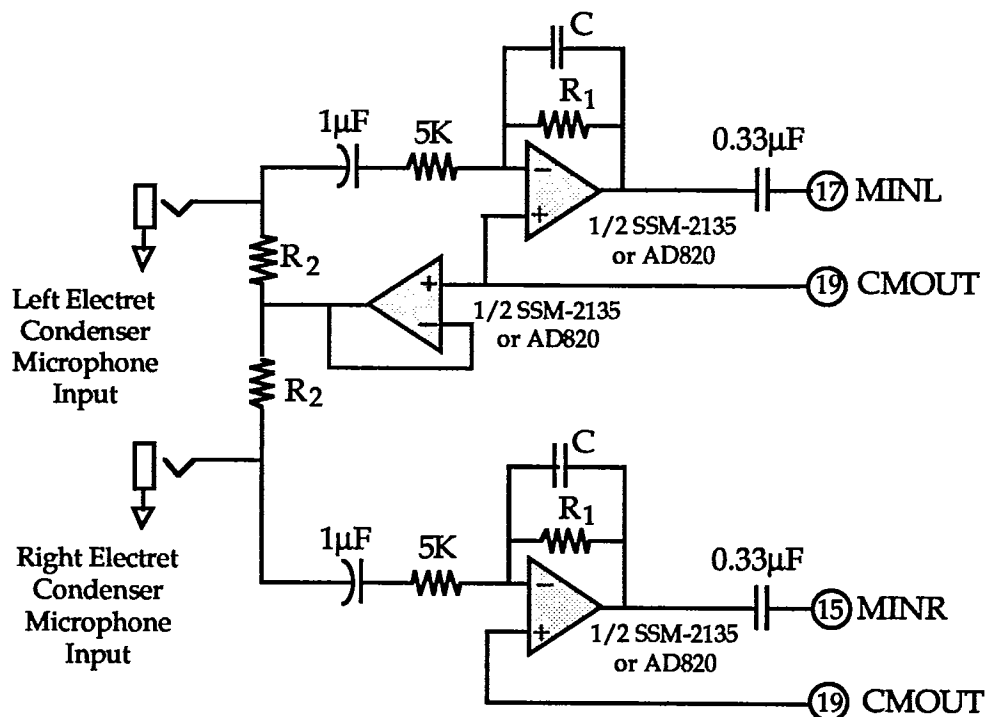 C
R1
1µF
5K
0.33µF
17 MINL
1/2 SSM-2135
or AD820
R2
19 CMOUT
1/2 SSM-2135
or AD820
Left Electret
Condenser
Microphone
Input
R2
C
R1
1µF
5K
0.33µF
Right Electret
Condenser
Microphone
Input
15 MINR
1/2 SSM-2135
or AD820
19 CMOUT